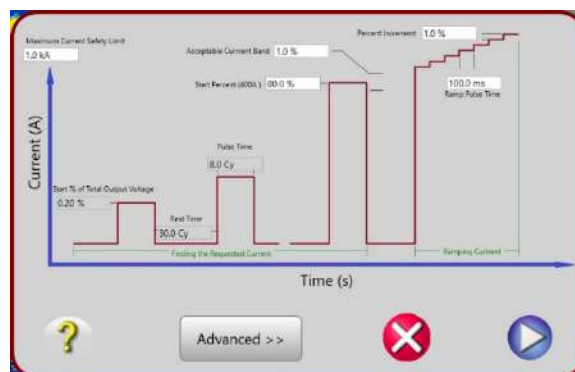 Maximum Current Safety Limit
1.0 kA
Percent Increment
1.0 %
Acceptable Current Band
1.0 %
Start Percent (600A)
80.0 %
100.0 ms
Ramp Pulse Time
Pulse Time
8.0 Cy
Start % of Total Output Voltage
0.20 %
Rest Time
30.0 Cy
Finding the Requested Current
Ramping Current
Current (A)
Time (s)
?
Advanced >>